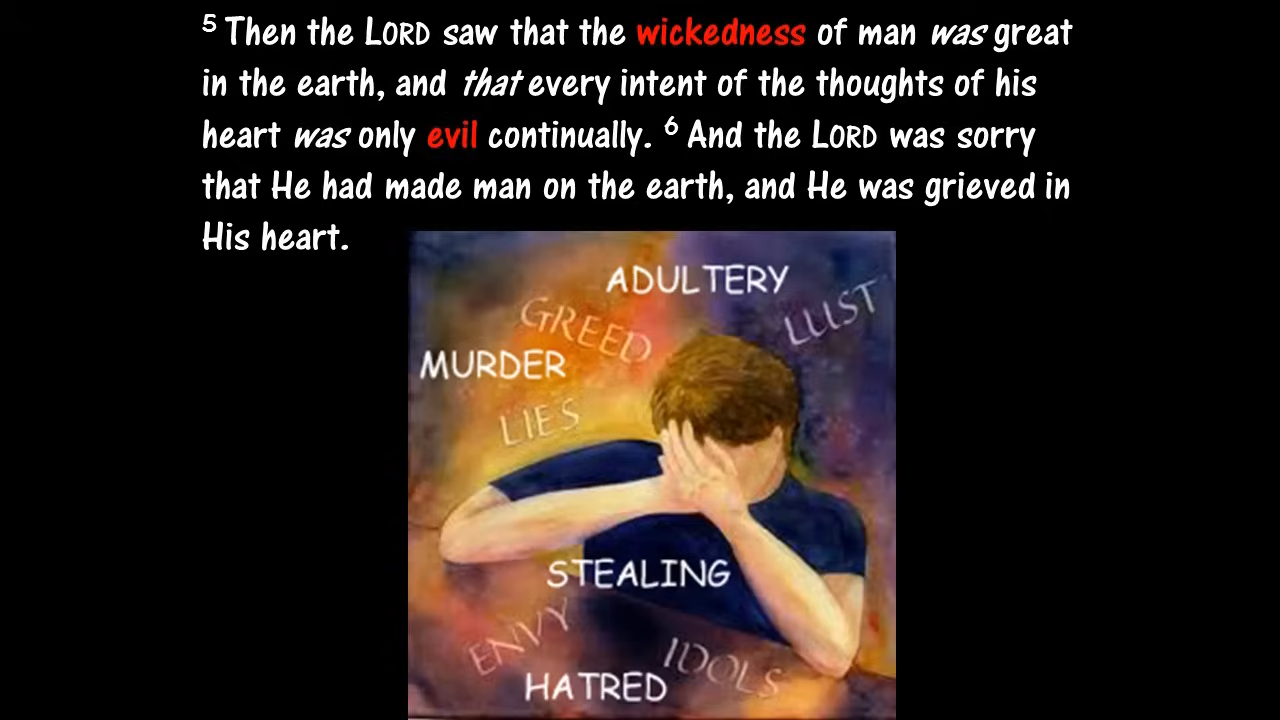 5 Then the LORD saw that the wickedness of man was great
in the earth, and that every intent of the thoughts of his
heart was only evil continually. 6 And the LORD was sorry
that He had made man on the earth, and He was grieved in
His heart.
ADULTERY
GREED
LUST
MURDER
LIES
STEALING
ENVY
IDOLS
HATRED